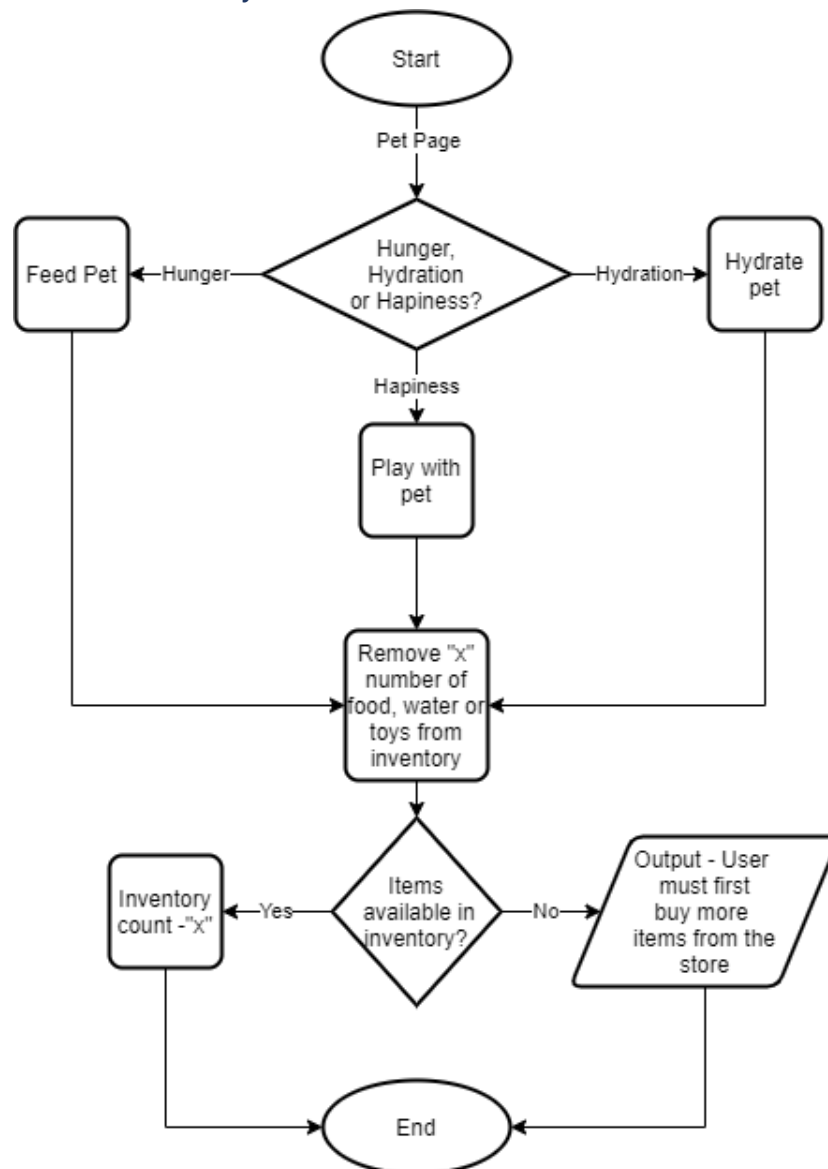 Start
Pet Page
Hunger,
Hydration
or Hapiness?
Hunger
Feed Pet
Hydration
Hydrate
pet
Hapiness
Play with
pet
Remove "x"
number of
food, water or
toys from
inventory
Items
available in
inventory?
Yes
Inventory
count -"x"
No
Output - User
must first
buy more
items from the
store
End